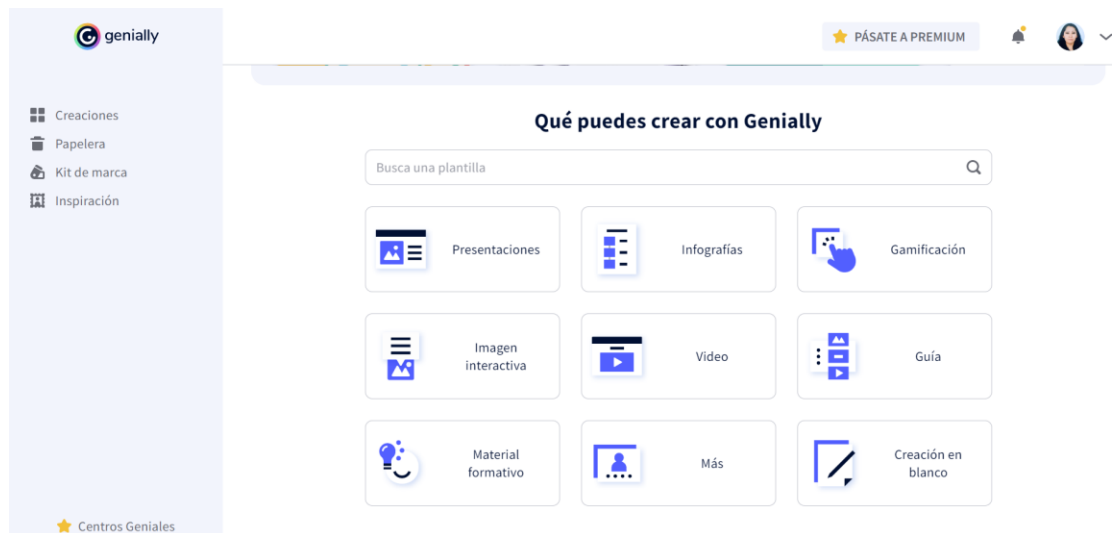 genially
PÁSATE A PREMIUM
Creaciones
Papelera
Kit de marca
Inspiración
Qué puedes crear con Genially
Busca una plantilla
Presentaciones
Infografías
Gamificación
Imagen
interactiva
Video
Guía
Material
formativo
Más
Creación en
blanco
Centros Geniales